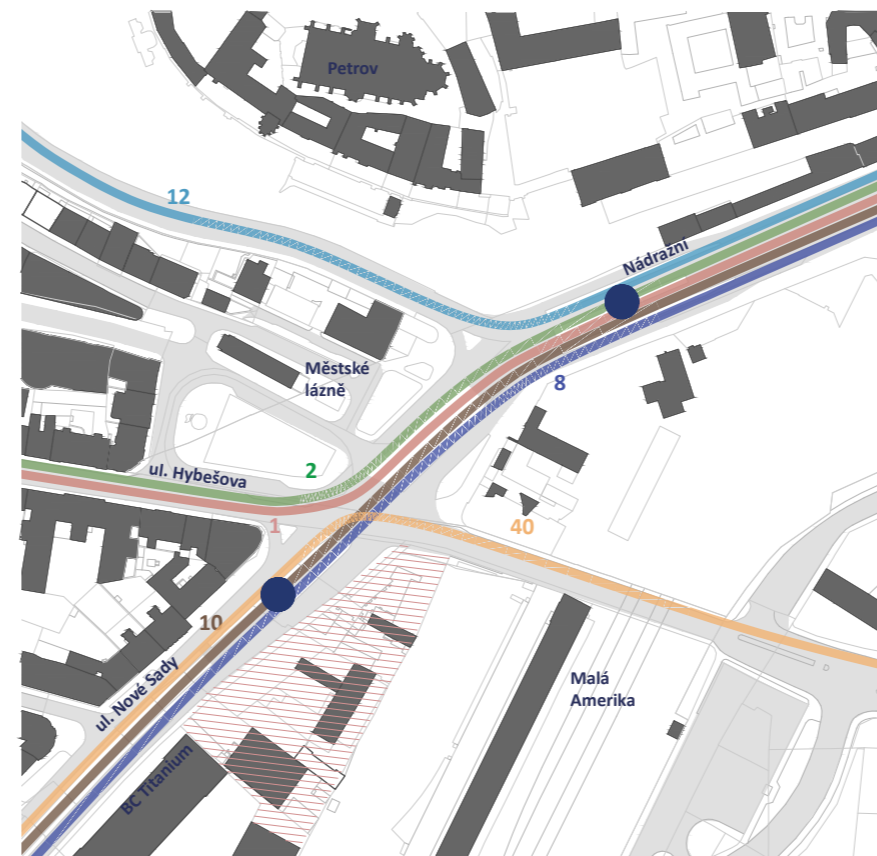 Petrov
12
Nádražní
Městské
lázně
8
ul. Hybešova
2
1
40
10
ul. Nové Sady
Malá
Amerika
BC Titanium